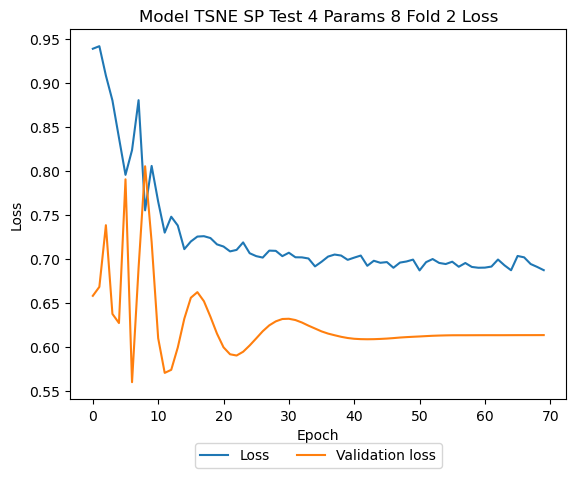 Model TSNE SP Test 4 Params 8 Fold 2 Loss
0.95
0.90
0.85
0.80
0.75
0.70
0.65
0.60
0.55
Loss
0 10 20 30 40 50 60 70
Epoch
Loss Validation loss